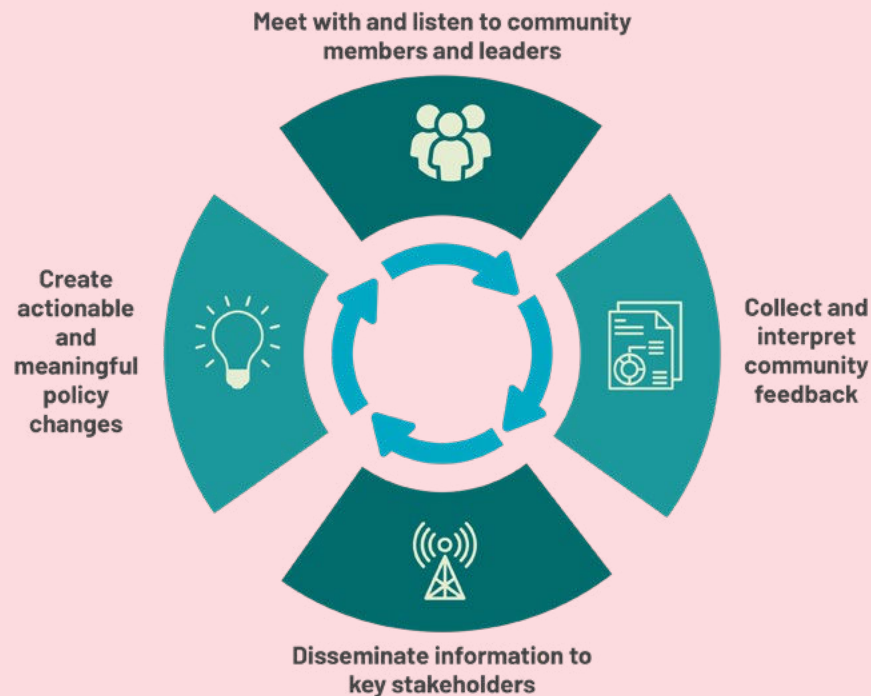 Meet with and listen to community
members and leaders
Collect and
interpret
community
feedback
Disseminate information to
key stakeholders
Create
actionable
and
meaningful
policy
changes